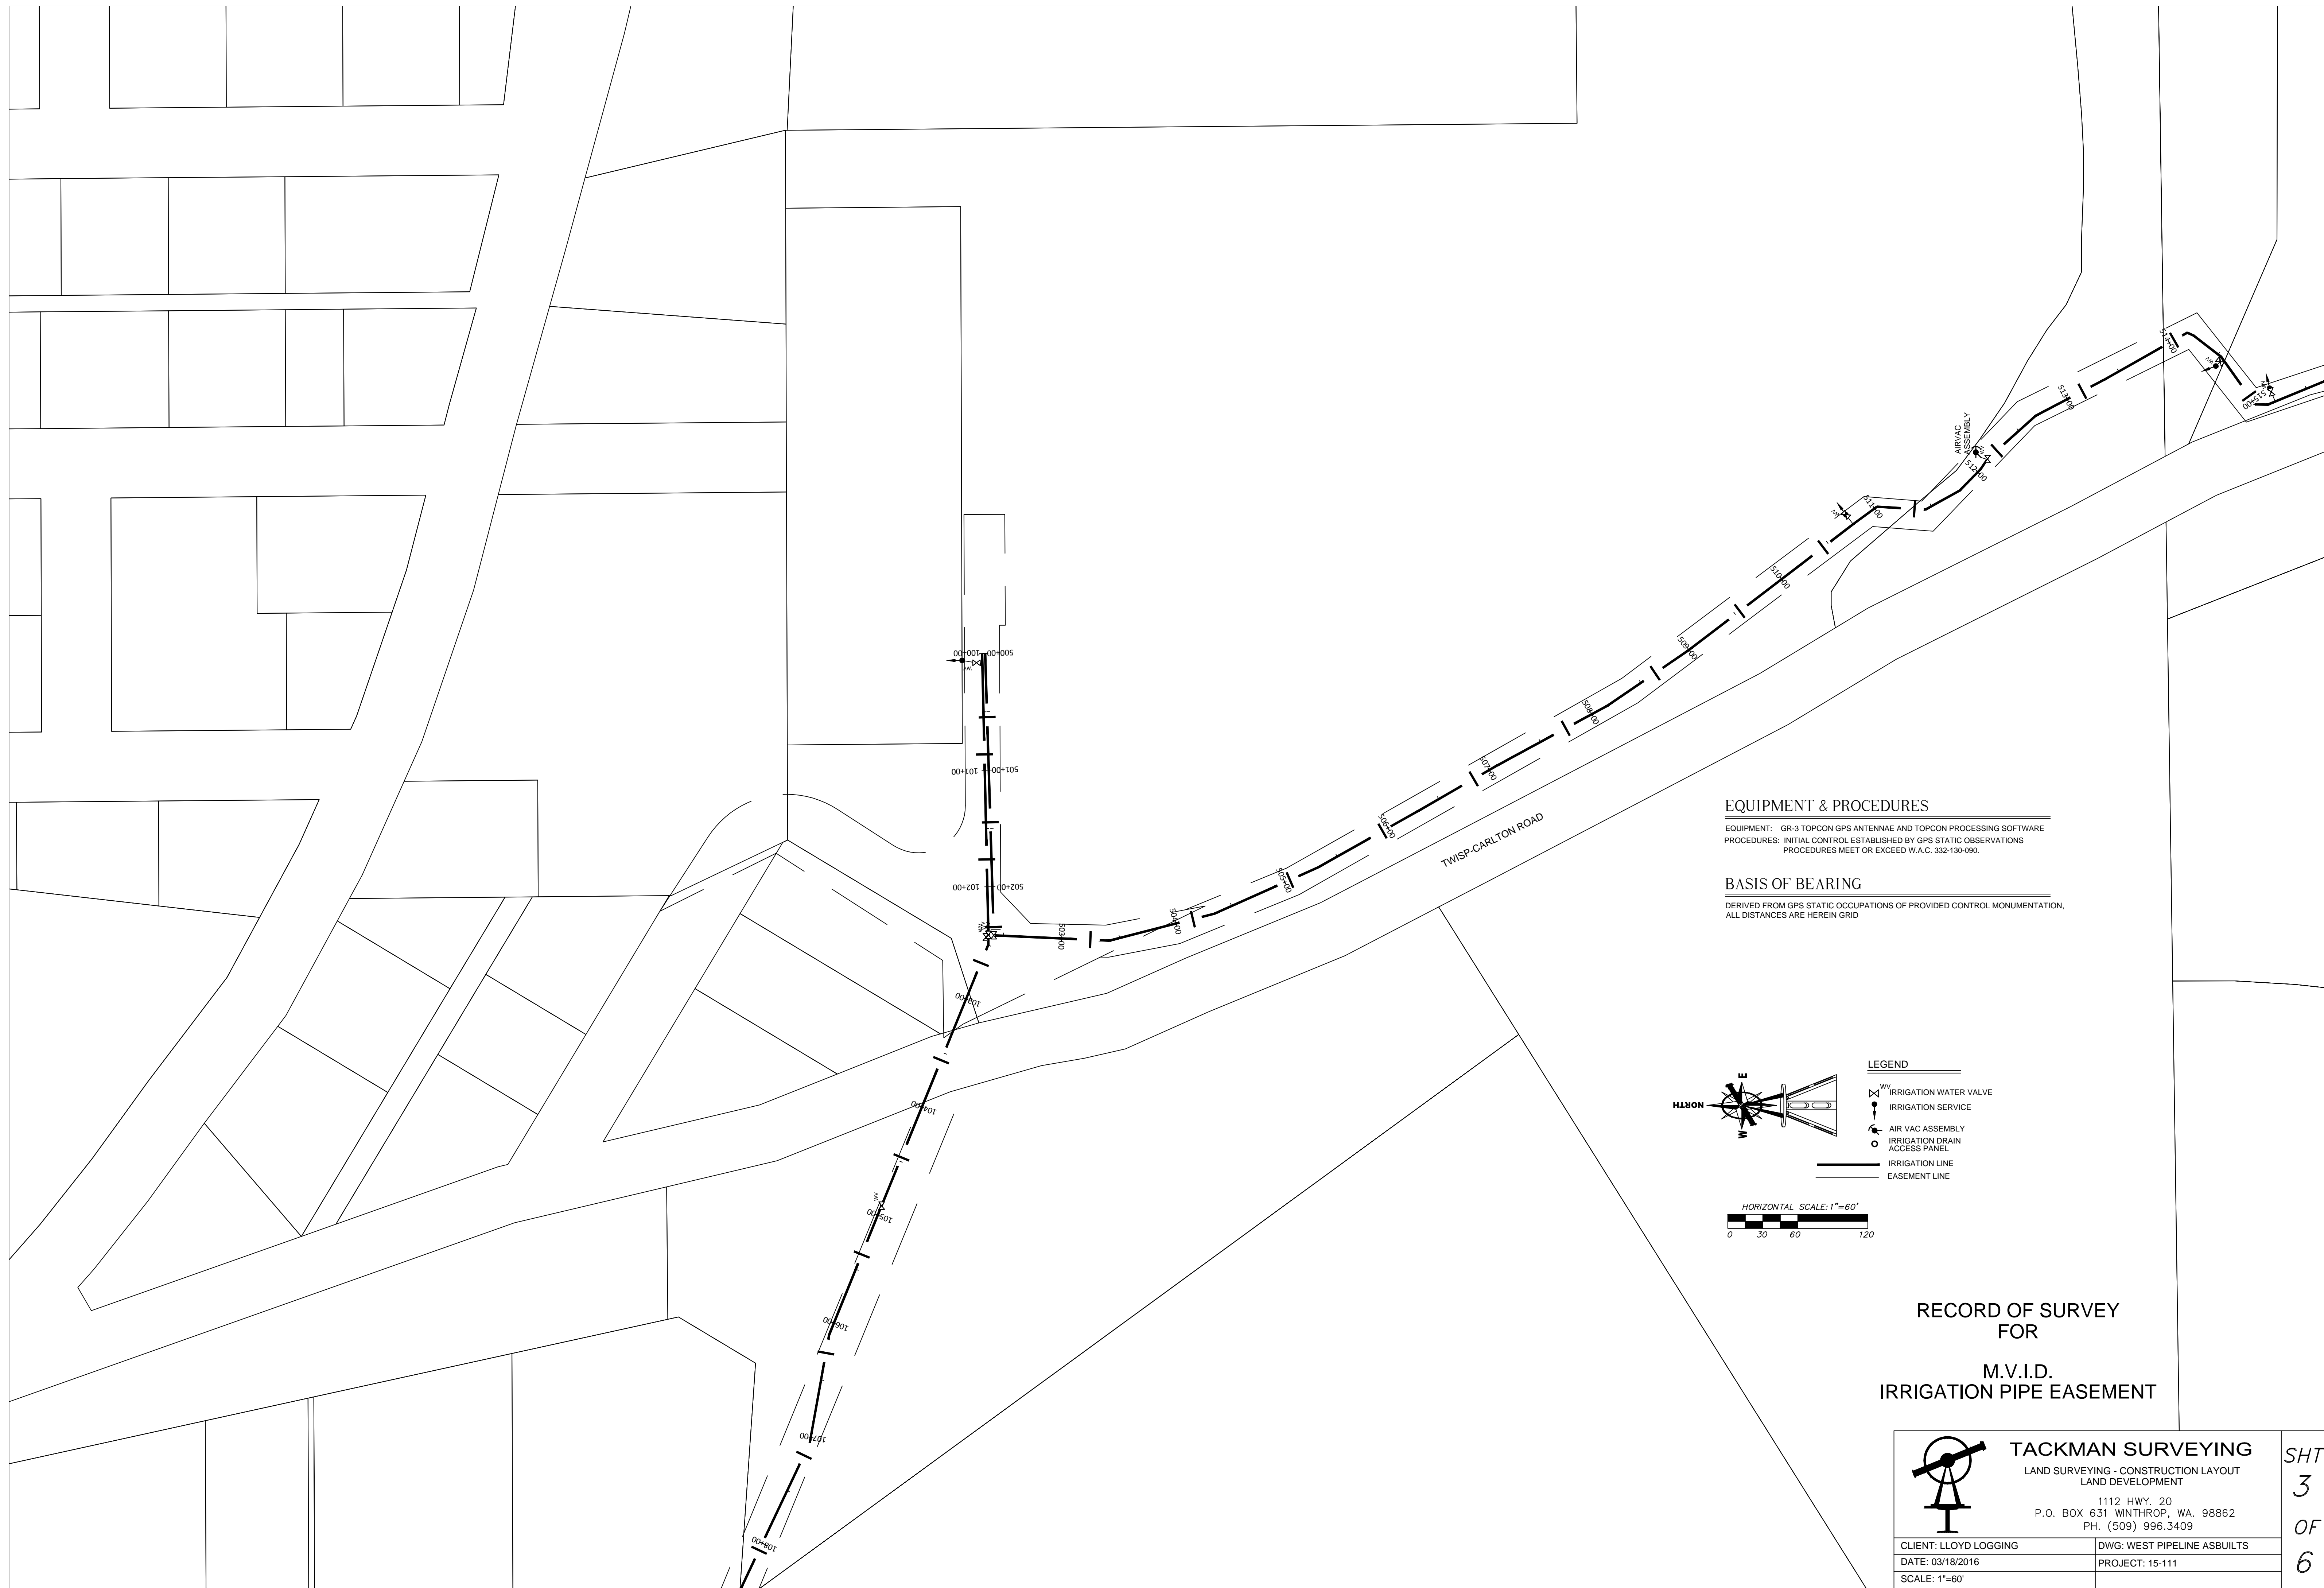 514+00
WV
WV
515+00
513+00
AIRVAC
ASSEMBLY
WV
512+00
WV
511+00
510+00
509+00
100+00
500+00
WV
508+00
101+00
501+00
507+00
506+00
TWISP-CARLTON ROAD
505+00
102+00
502+00
504+00
WV
503+00
103+00
104+00
WV
105+00
106+00
107+00
108+00
EQUIPMENT & PROCEDURES
EQUIPMENT: GR-3 TOPCON GPS ANTENNAE AND TOPCON PROCESSING SOFTWARE
PROCEDURES: INITIAL CONTROL ESTABLISHED BY GPS STATIC OBSERVATIONS
PROCEDURES MEET OR EXCEED W.A.C. 332-130-090.
BASIS OF BEARING
DERIVED FROM GPS STATIC OCCUPATIONS OF PROVIDED CONTROL MONUMENTATION,
ALL DISTANCES ARE HEREIN GRID
E
NORTH
W
LEGEND
WV
IRRIGATION WATER VALVE
IRRIGATION SERVICE
AIR VAC ASSEMBLY
IRRIGATION DRAIN
ACCESS PANEL
IRRIGATION LINE
EASEMENT LINE
HORIZONTAL SCALE: 1"=60'
0 30 60 120
RECORD OF SURVEY
FOR
M.V.I.D.
IRRIGATION PIPE EASEMENT
TACKMAN SURVEYING
LAND SURVEYING - CONSTRUCTION LAYOUT
LAND DEVELOPMENT
1112 HWY. 20
P.O. BOX 631 WINTHROP, WA. 98862
PH. (509) 996.3409
CLIENT: LLOYD LOGGING
DWG: WEST PIPELINE ASBUILTS
DATE: 03/18/2016
PROJECT: 15-111
SCALE: 1"=60'
SHT
3
OF
6